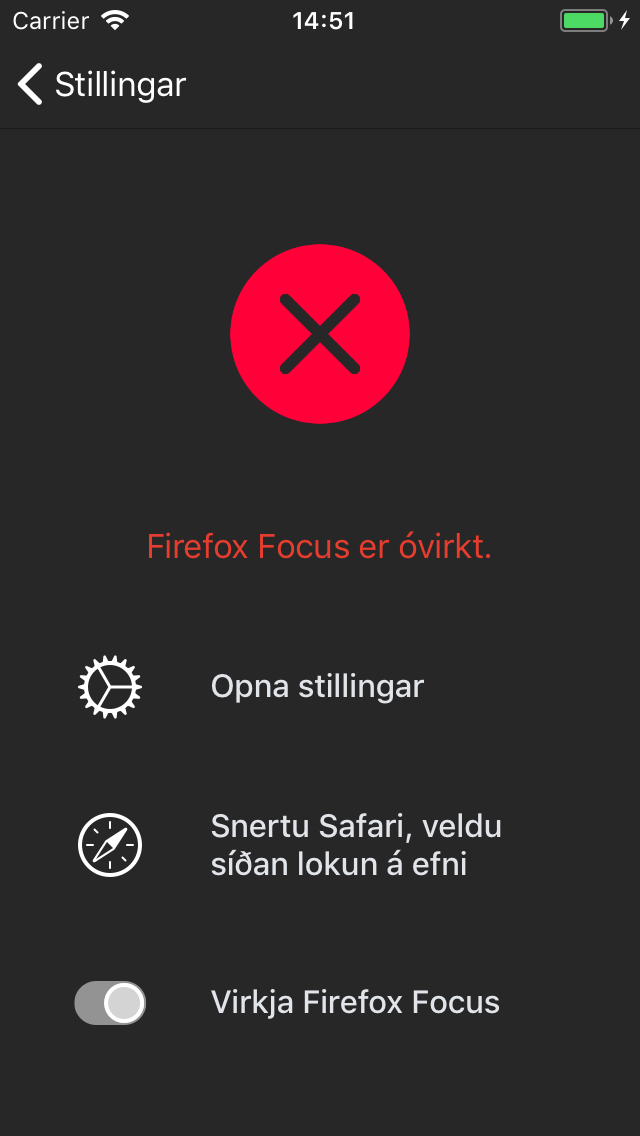 Carrier 14:51
Stillingar
Firefox Focus er óvirkt.
Opna stillingar
Snertu Safari, veldu
síðan lokun á efni
Virkja Firefox Focus